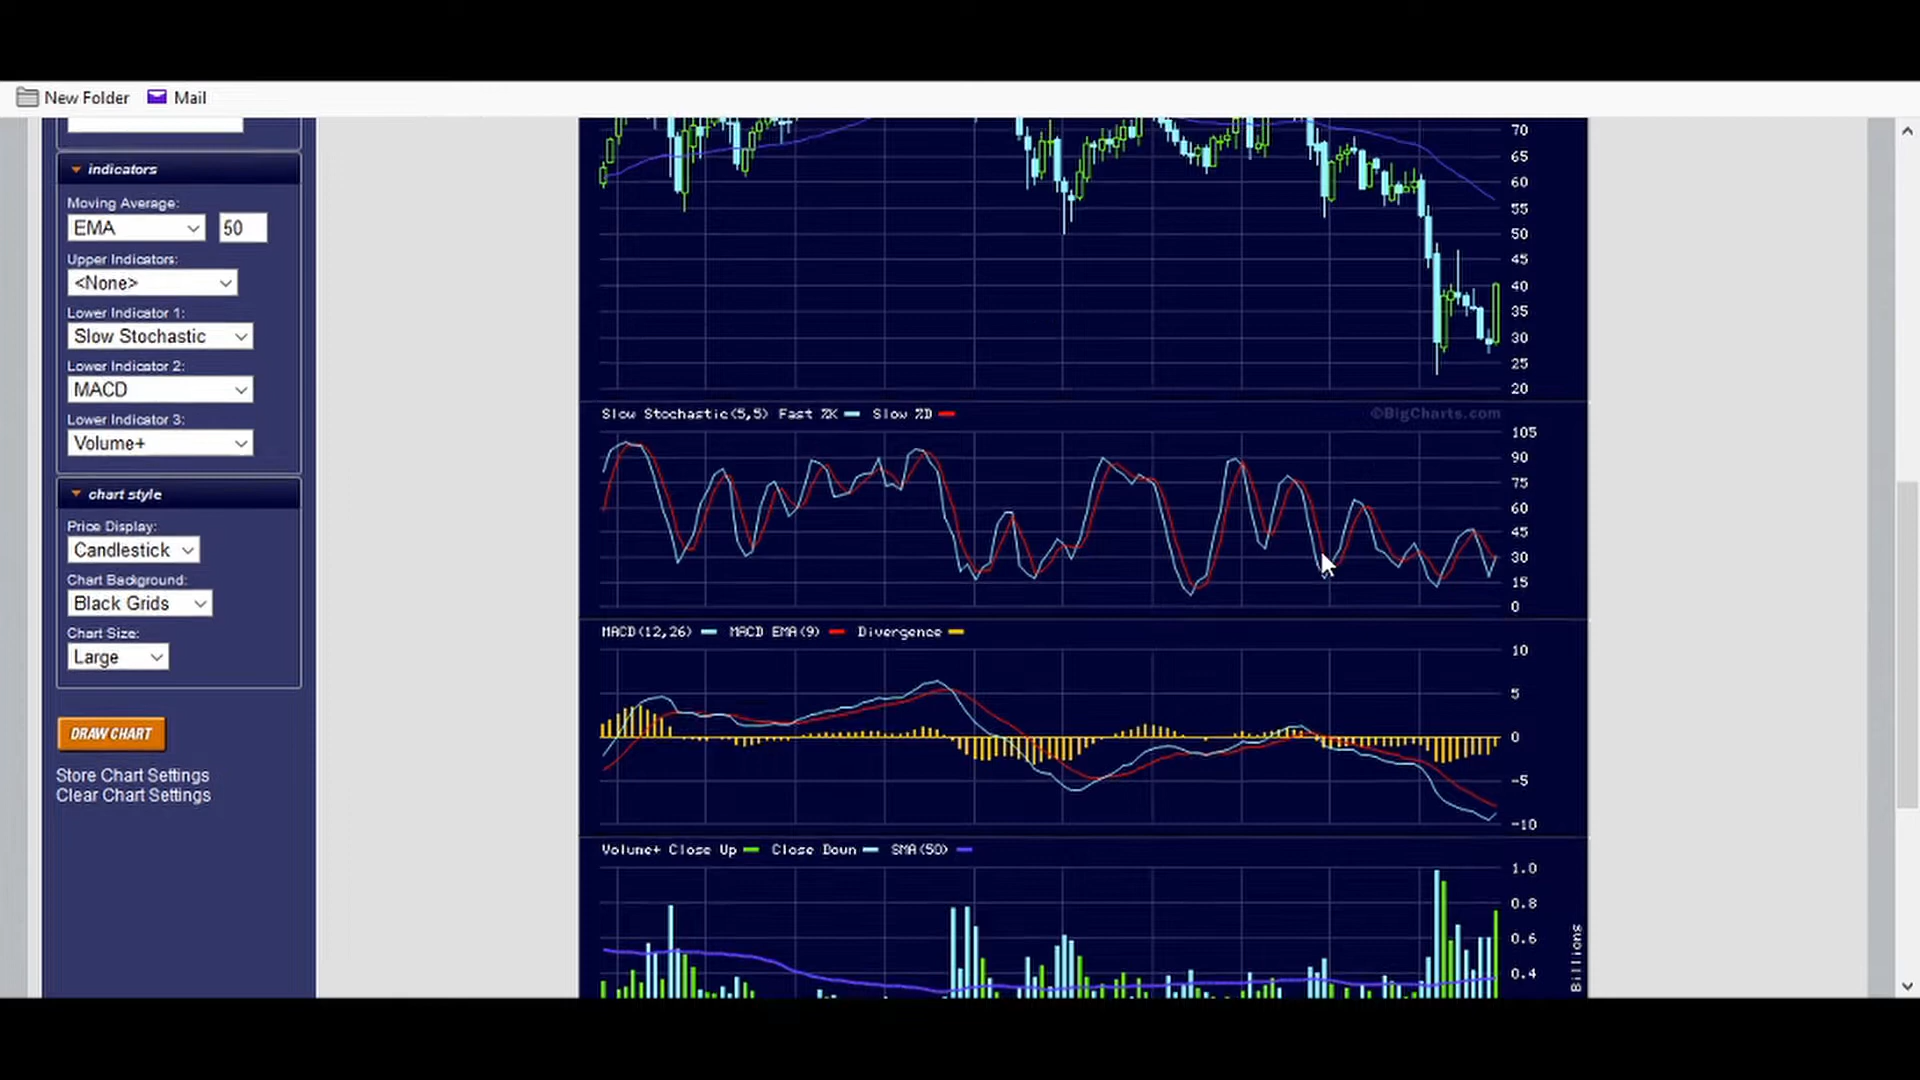 New Folder Mail
indicators
Moving Average:
EMA 50
Upper Indicators:
<None>
Lower Indicator 1:
Slow Stochastic
Lower Indicator 2:
MACD
Lower Indicator 3:
Volume+
chart style
Price Display:
Candlestick
Chart Background:
Black Grids
Chart Size:
Large
DRAW CHART
Store Chart Settings
Clear Chart Settings
70
65
60
55
50
45
40
35
30
25
20
Slow Stochastic(5,5) Fast %K Slow %D
©BigCharts.com
105
90
75
60
45
30
15
0
MACD(12,26) MACD EMA(9) Divergence
10
5
0
-5
-10
Volume+ Close Up Close Down SMA(50)
1.0
0.8
0.6
0.4
Billions